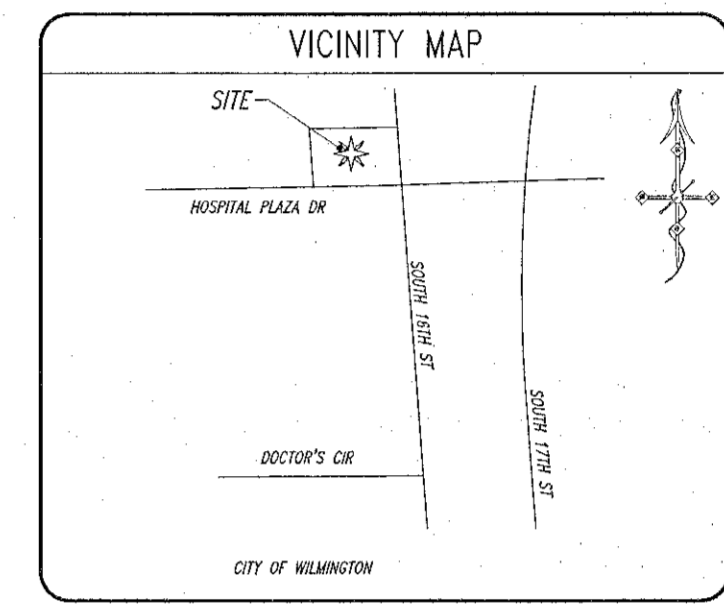 VICINITY MAP
SITE
HOSPITAL PLAZA DR
SOUTH 16TH ST
SOUTH 17TH ST
DOCTOR'S CIR
CITY OF WILMINGTON